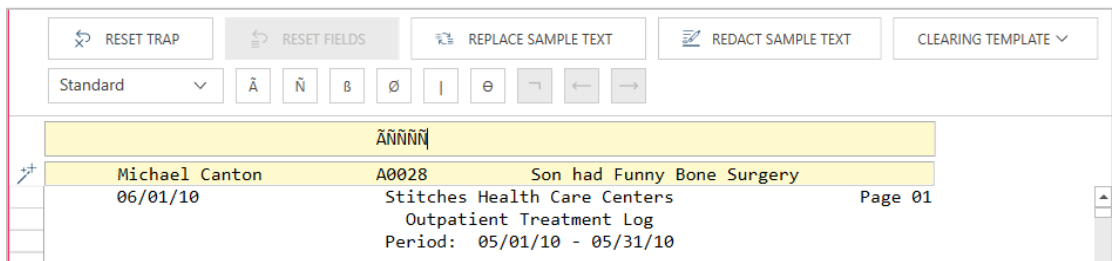 RESET TRAP RESET FIELDS REPLACE SAMPLE TEXT REDACT SAMPLE TEXT CLEARING TEMPLATE
Standard Ã Ñ ß Ø | Θ ¬ ← →
ÃÑÑÑÑ
Michael Canton A0028 Son had Funny Bone Surgery
06/01/10 Stitches Health Care Centers Page 01
Outpatient Treatment Log
Period: 05/01/10 - 05/31/10